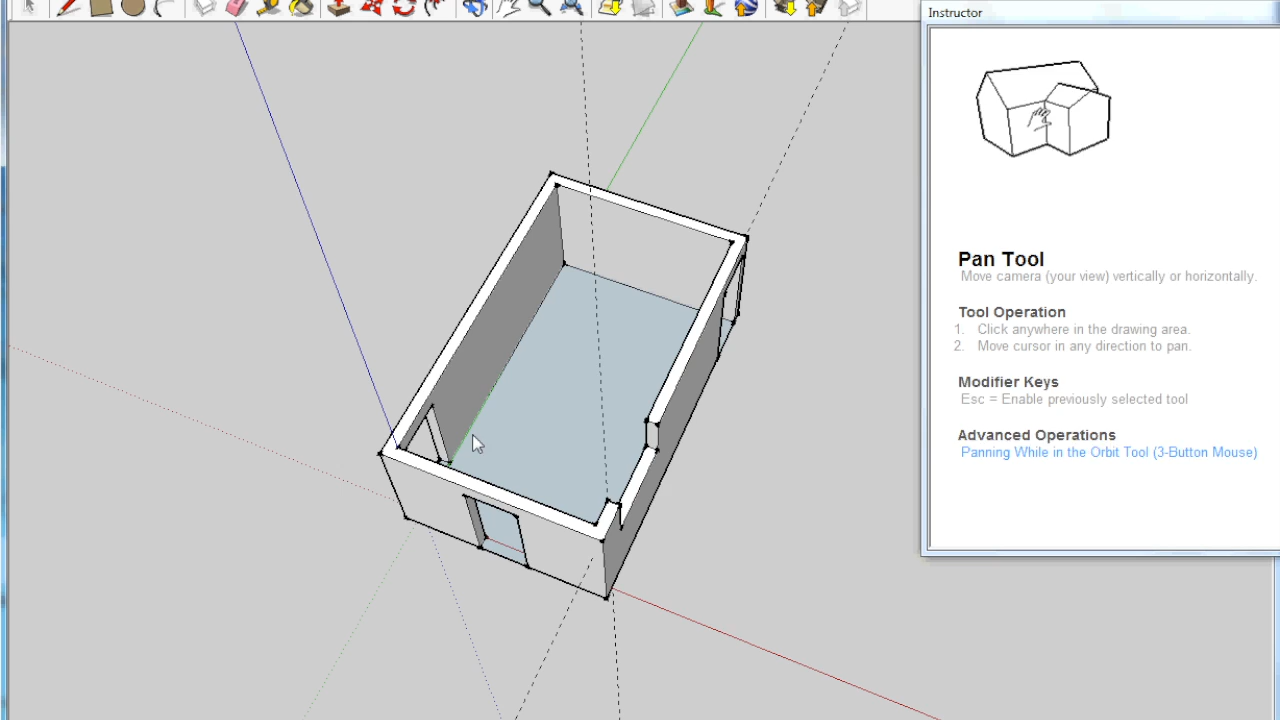 Instructor
Pan Tool
Move camera (your view) vertically or horizontally.
Tool Operation
1. Click anywhere in the drawing area.
2. Move cursor in any direction to pan.
Modifier Keys
Esc = Enable previously selected tool
Advanced Operations
Panning While in the Orbit Tool (3-Button Mouse)